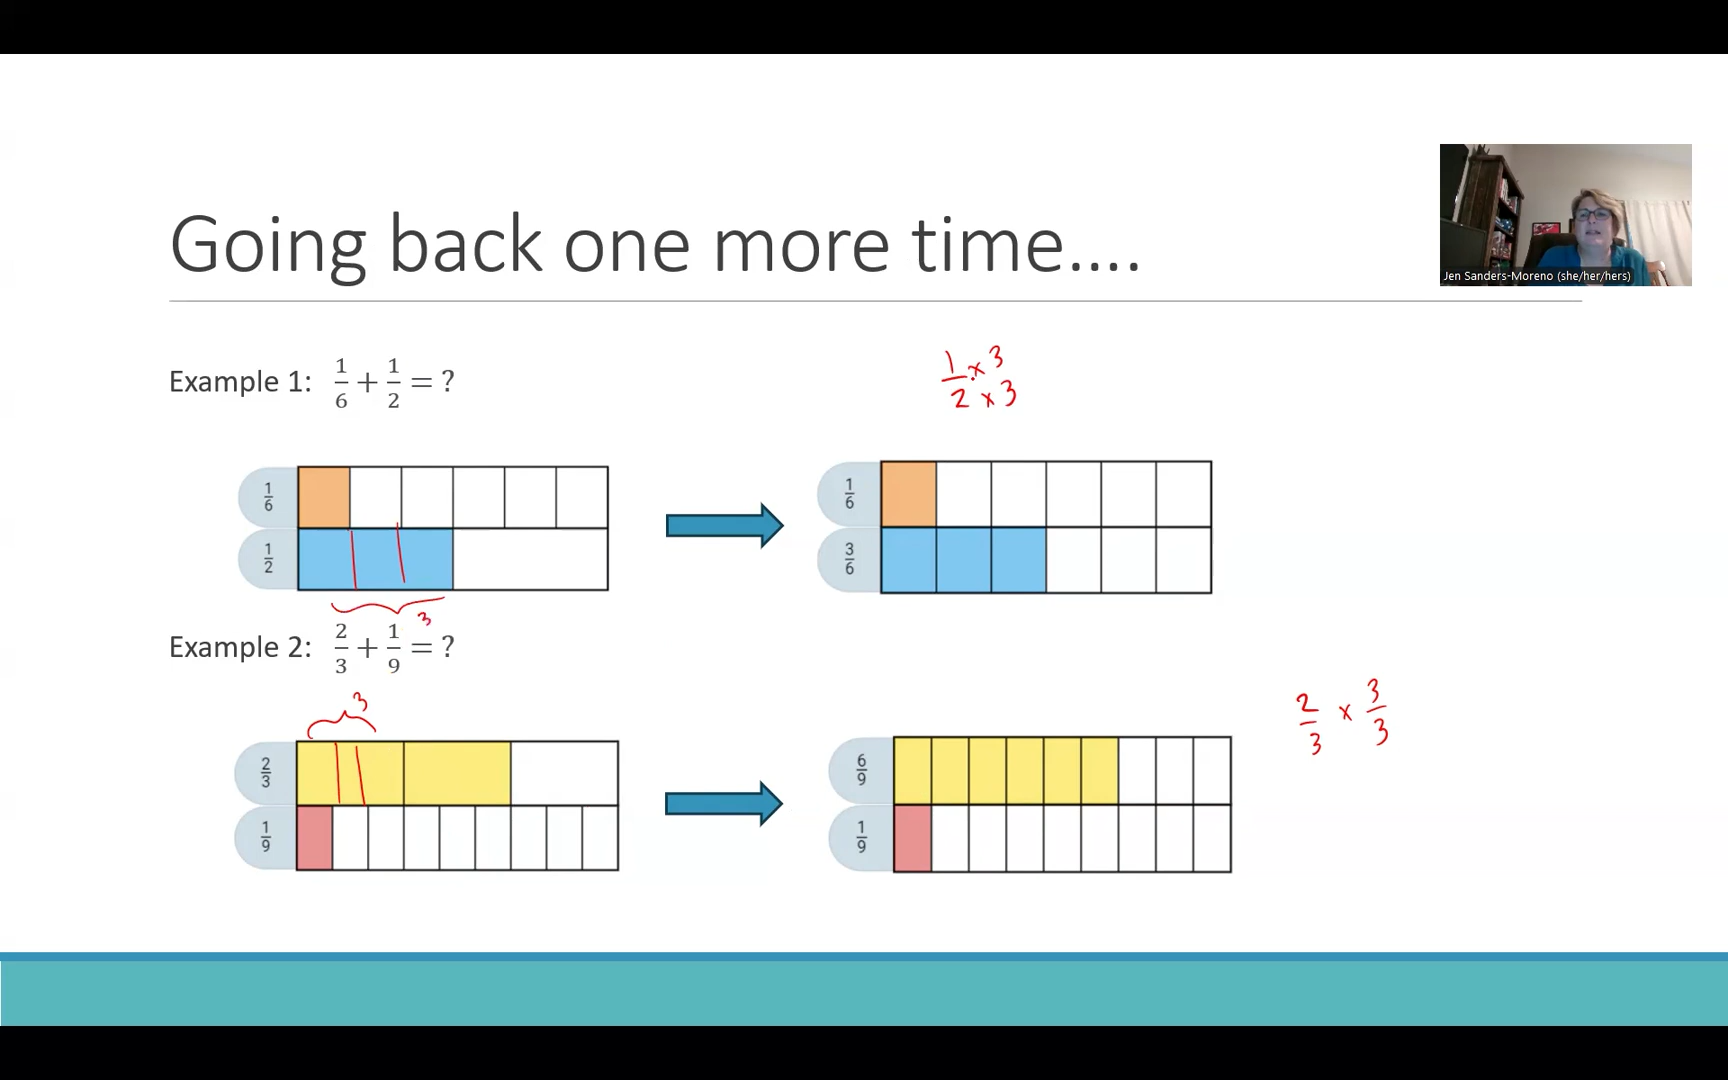 Going back one more time....
Jen Sanders-Moreno (she/her/hers)
Example 1: 1/6 + 1/2 = ?
1 × 3
2 × 3
1/6
1/2
3
1/6
3/6
Example 2: 2/3 + 1/9 = ?
3
2/3
1/9
6/9
1/9
2/3 × 3/3